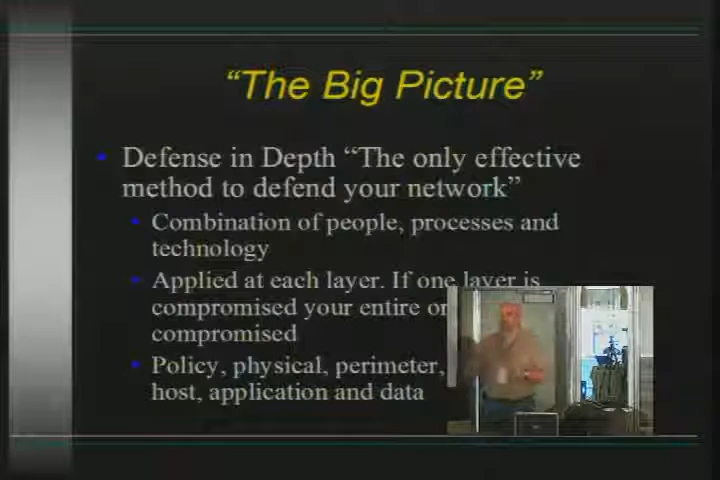 “The Big Picture”
Defense in Depth “The only effective
method to defend your network”
Combination of people, processes and
technology
Applied at each layer. If one layer is
compromised your entire
compromised
Policy, physical, perimeter,
host, application and data